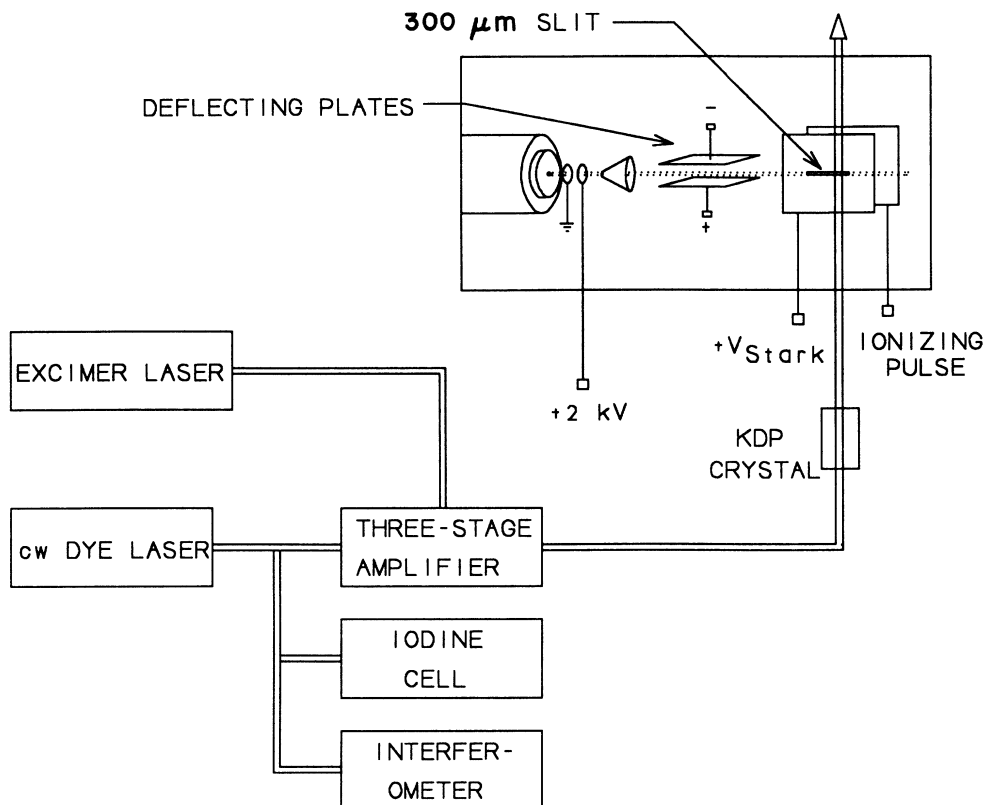 300 μm SLIT
DEFLECTING PLATES
-
+
+VStark
IONIZING
PULSE
+2 kV
EXCIMER LASER
KDP
CRYSTAL
cw DYE LASER
THREE-STAGE
AMPLIFIER
IODINE
CELL
INTERFER-
OMETER